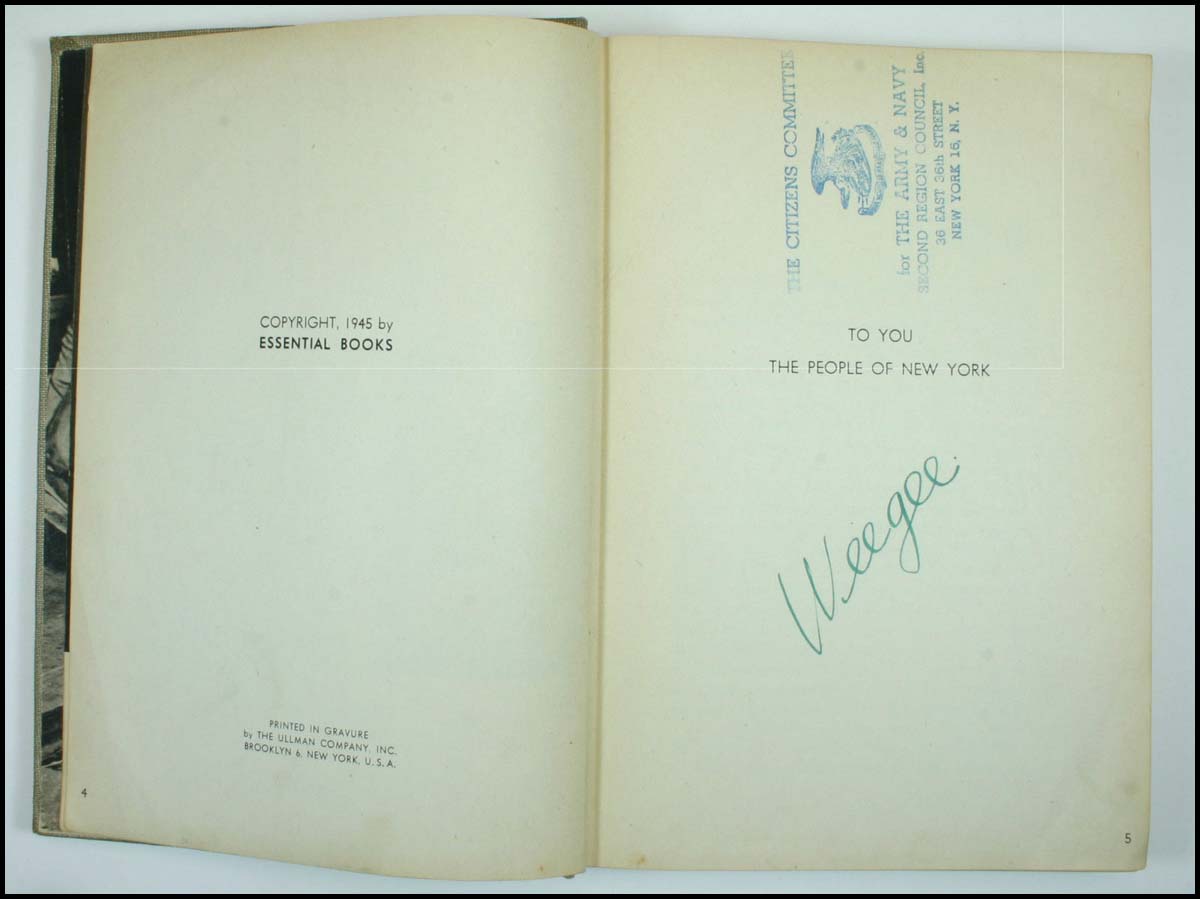 COPYRIGHT, 1945 by
ESSENTIAL BOOKS
PRINTED IN GRAVURE
by THE ULLMAN COMPANY, INC.
BROOKLYN 6, NEW YORK, U.S.A.
4
THE CITIZENS COMMITTEE
for THE ARMY & NAVY
SECOND REGION COUNCIL, Inc.
36 EAST 36th STREET
NEW YORK 16, N. Y.
TO YOU
THE PEOPLE OF NEW YORK
Weegee
5